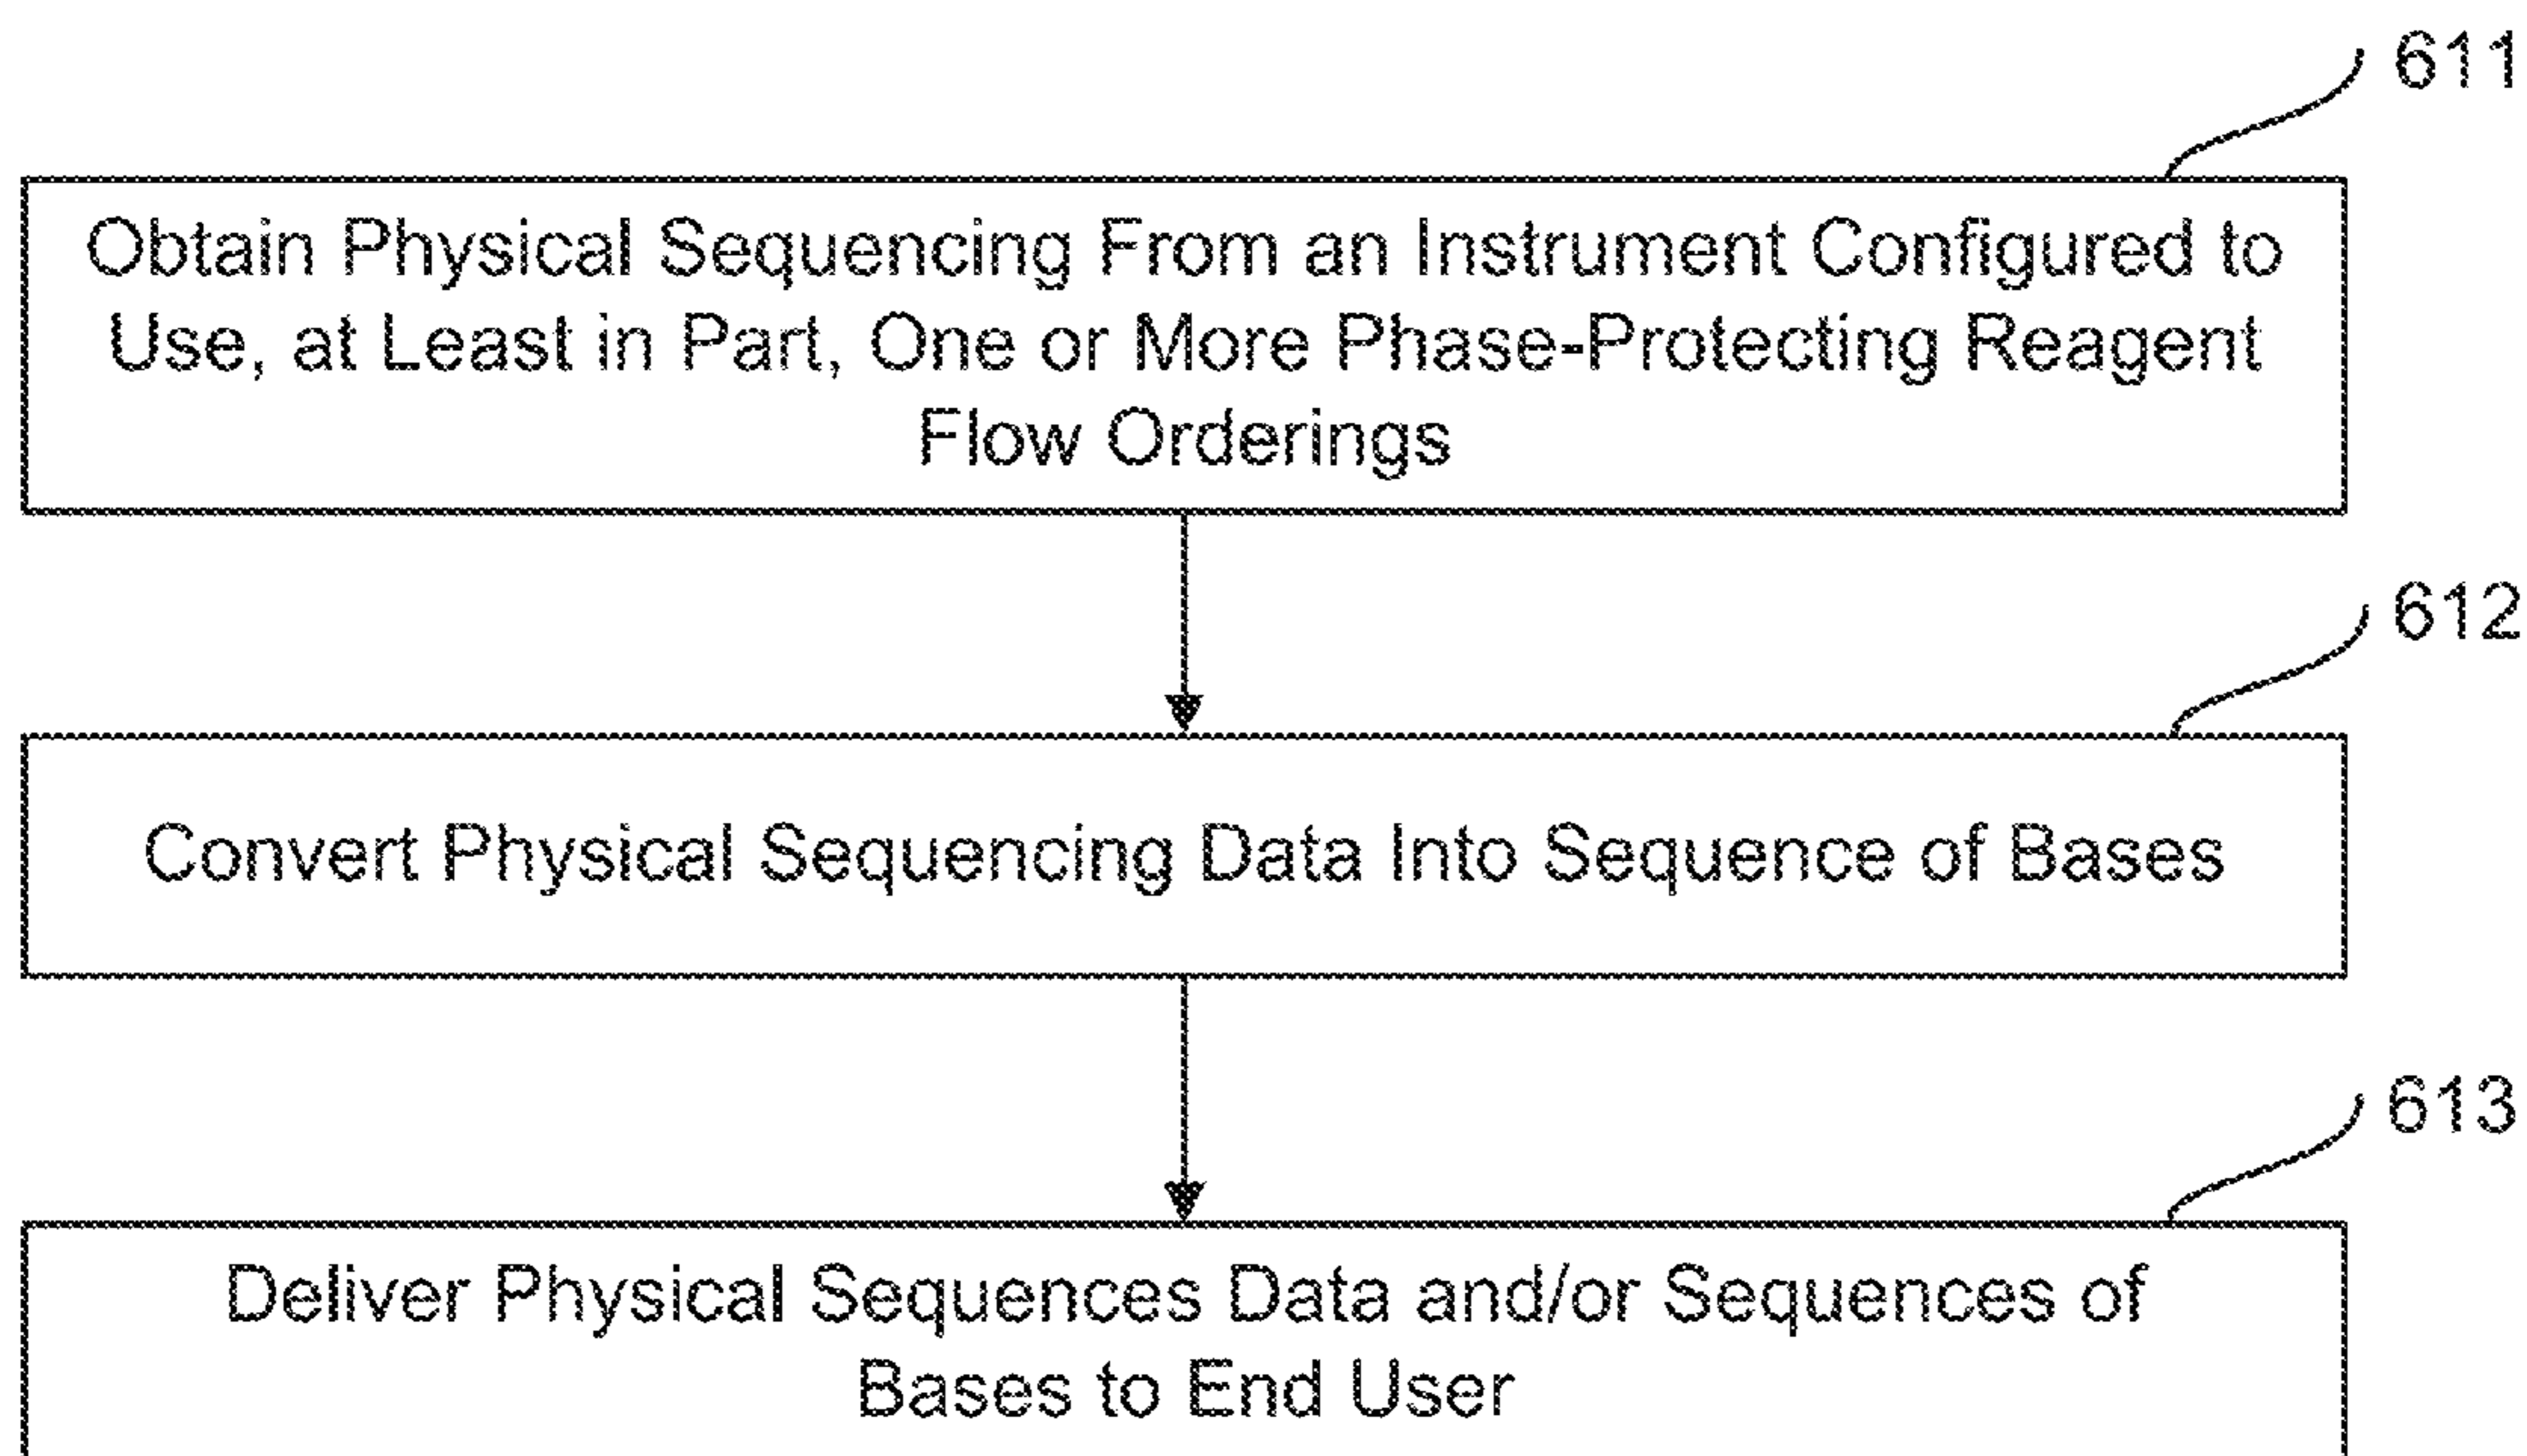 611
Obtain Physical Sequencing From an Instrument Configured to
Use, at Least in Part, One or More Phase-Protecting Reagent
Flow Orderings
612
Convert Physical Sequencing Data Into Sequence of Bases
613
Deliver Physical Sequences Data and/or Sequences of
Bases to End User